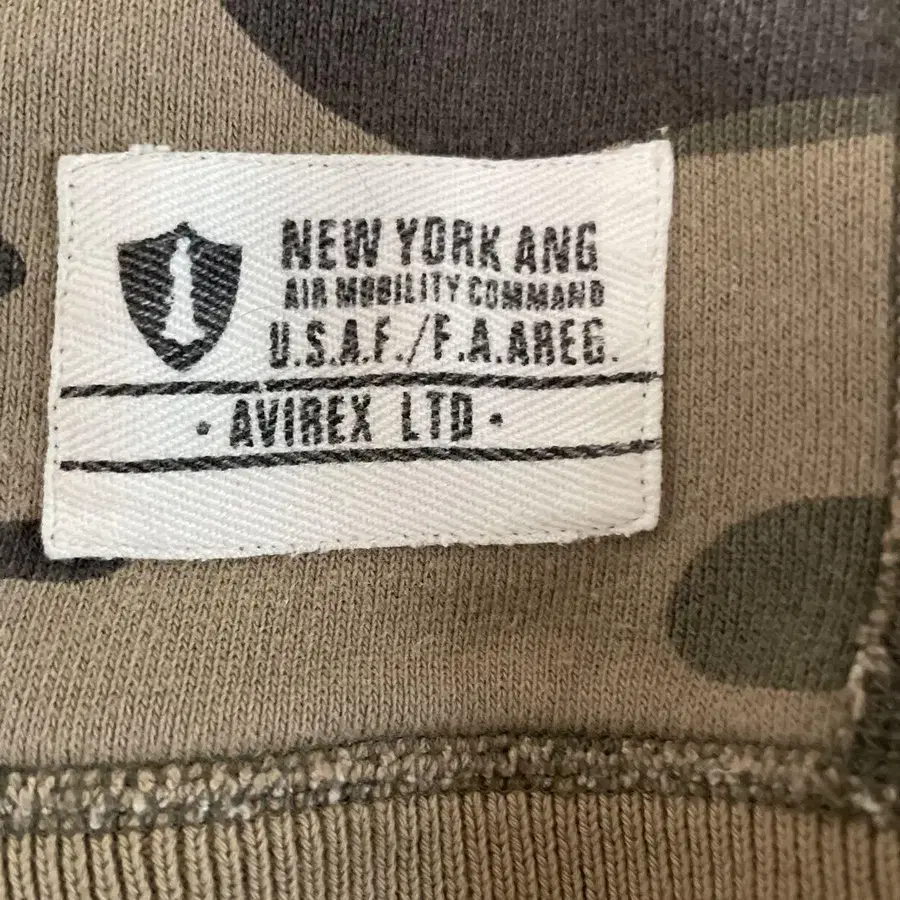 NEW YORK ANG
AIR MOBILITY COMMAND
U.S.A.F./F.A.AREG.
• AVIREX LTD •